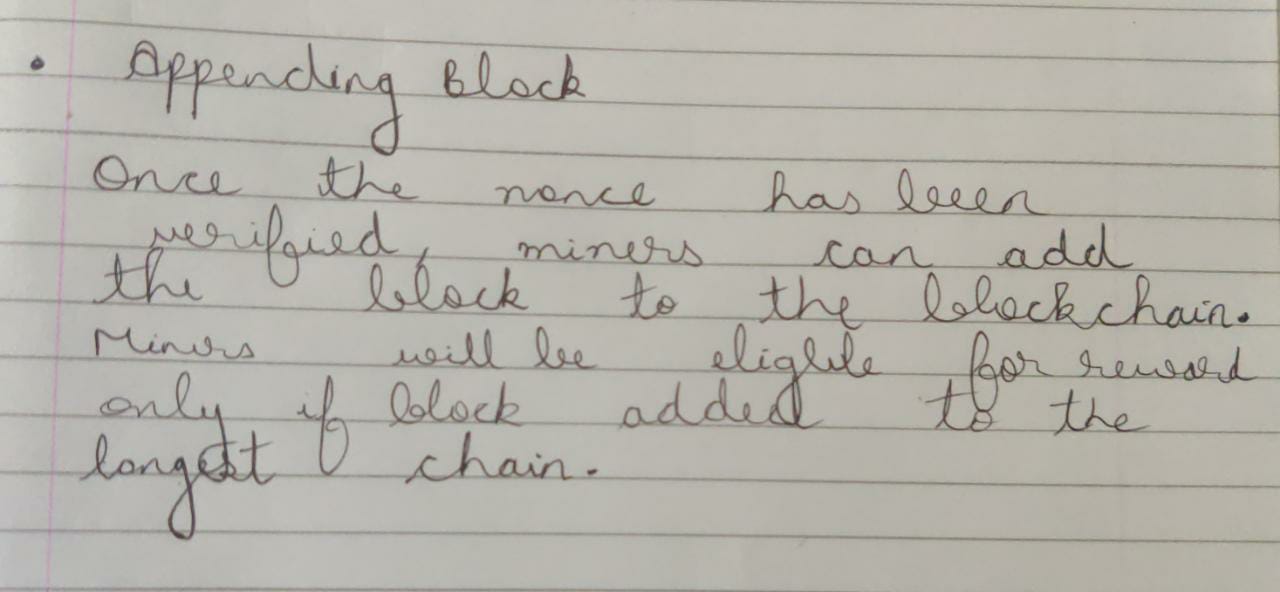 • Appending Block
Once the nonce has been
verified, miners can add
the block to the blockchain.
Miners will be eligible for reward
only if block added to the
longest chain.